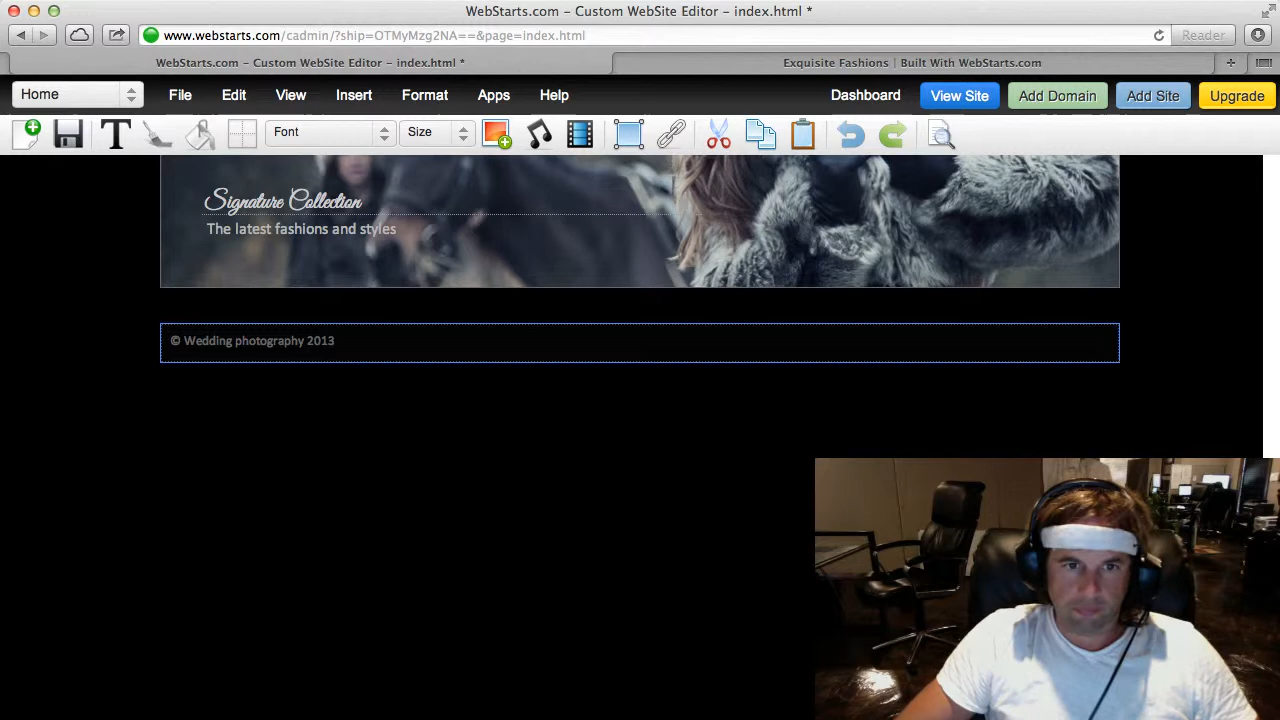 WebStarts.com – Custom WebSite Editor – index.html *
www.webstarts.com/cadmin/?ship=OTMyMzg2NA==&page=index.html
Reader
WebStarts.com – Custom WebSite Editor – index.html *
Exquisite Fashions | Built With WebStarts.com
Home
File
Edit
View
Insert
Format
Apps
Help
Dashboard
View Site
Add Domain
Add Site
Upgrade
T
Font
Size
Signature Collection
The latest fashions and styles
© Wedding photography 2013